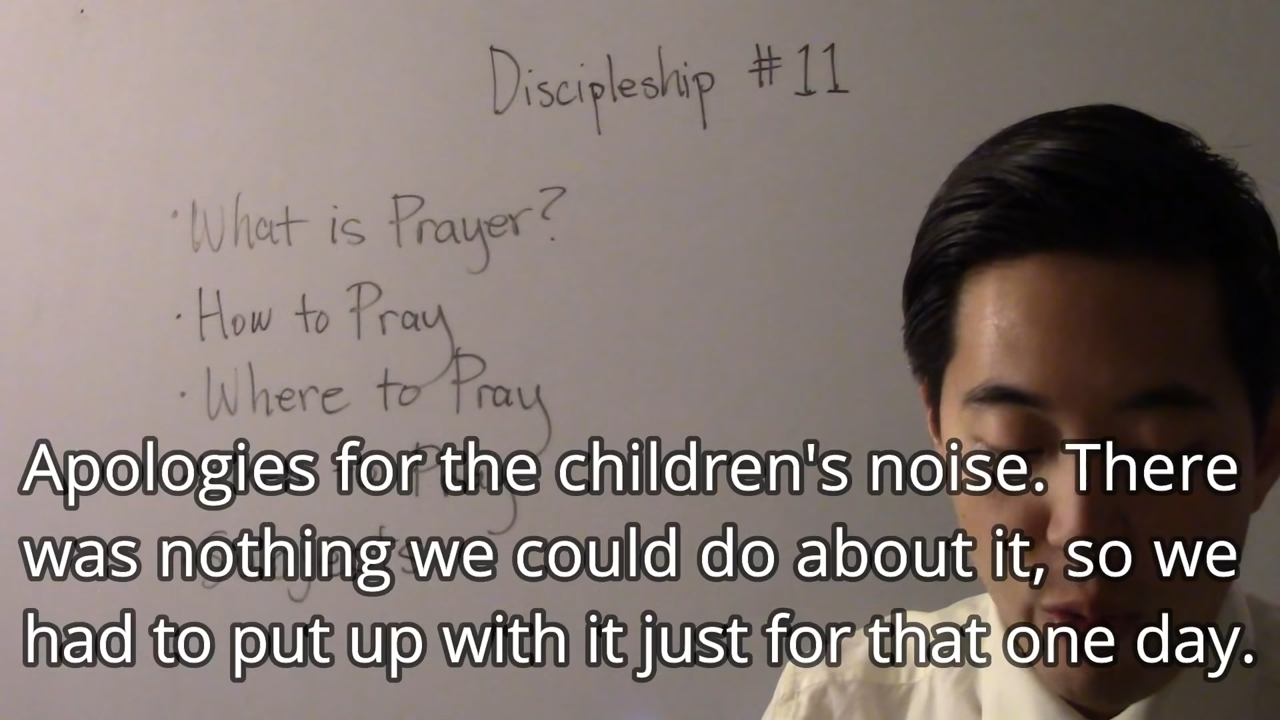 Discipleship #11
· What is Prayer?
· How to Pray
· Where to Pray
Apologies for the children's noise. There
was nothing we could do about it, so we
had to put up with it just for that one day.